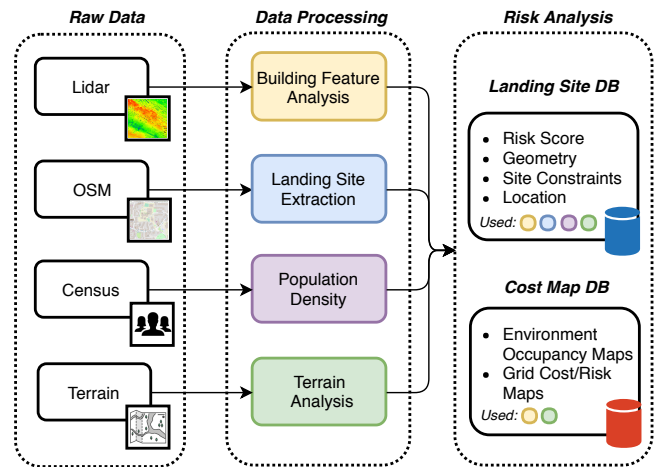 Raw Data
Data Processing
Risk Analysis
Lidar
OSM
Census
Terrain
Building Feature
Analysis
Landing Site
Extraction
Population
Density
Terrain
Analysis
Landing Site DB
• Risk Score
• Geometry
• Site Constraints
• Location
Used:
Cost Map DB
• Environment
Occupancy Maps
• Grid Cost/Risk
Maps
Used: